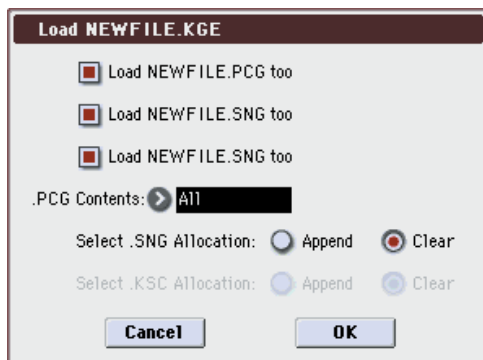 Load NEWFILE.KGE
Load NEWFILE.PCG too
Load NEWFILE.SNG too
Load NEWFILE.SNG too
.PCG Contents: All
Select .SNG Allocation: Append Clear
Select .KSC Allocation: Append Clear
Cancel OK